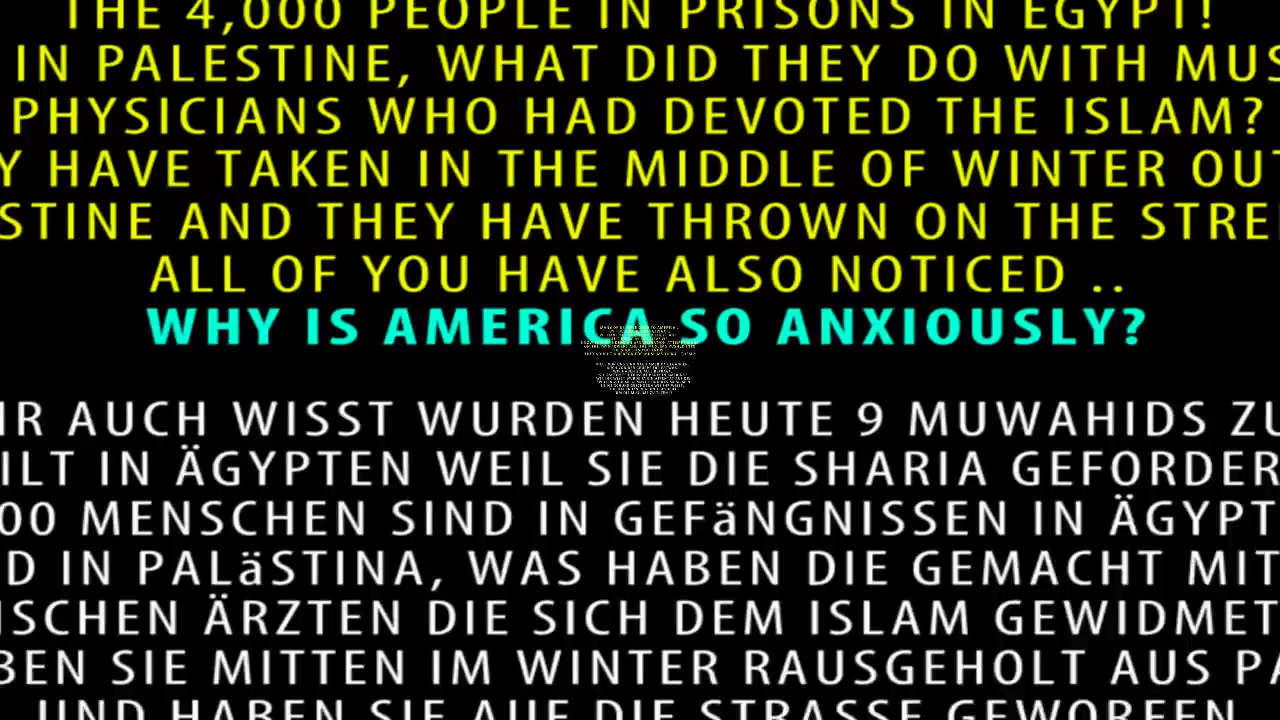 THE 4,000 PEOPLE IN PRISONS IN EGYPT!
IN PALESTINE, WHAT DID THEY DO WITH MUS
PHYSICIANS WHO HAD DEVOTED THE ISLAM?
Y HAVE TAKEN IN THE MIDDLE OF WINTER OUT
STINE AND THEY HAVE THROWN ON THE STRE
ALL OF YOU HAVE ALSO NOTICED ..
WHY IS AMERICA SO ANXIOUSLY?
IR AUCH WISST WURDEN HEUTE 9 MUWAHIDS ZU
ILT IN ÄGYPTEN WEIL SIE DIE SHARIA GEFORDER
00 MENSCHEN SIND IN GEFäNGNISSEN IN ÄGYPT
D IN PALäSTINA, WAS HABEN DIE GEMACHT MIT
ISCHEN ÄRZTEN DIE SICH DEM ISLAM GEWIDMET
BEN SIE MITTEN IM WINTER RAUSGEHOLT AUS PA
UND HABEN SIE AUF DIE STRASSE GEWORFEN